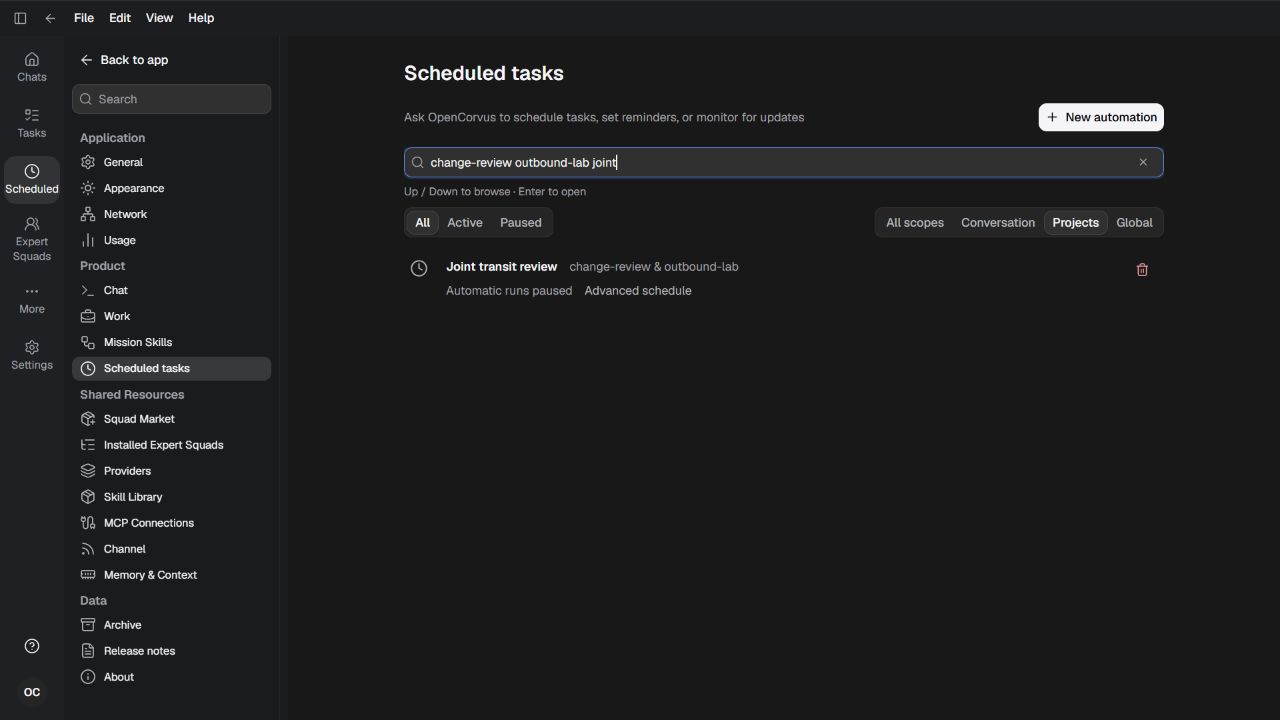 File Edit View Help
Chats
Tasks
Scheduled
Expert
Squads
More
Settings
OC
Back to app
Search
Application
General
Appearance
Network
Usage
Product
Chat
Work
Mission Skills
Scheduled tasks
Shared Resources
Squad Market
Installed Expert Squads
Providers
Skill Library
MCP Connections
Channel
Memory & Context
Data
Archive
Release notes
About
Scheduled tasks
Ask OpenCorvus to schedule tasks, set reminders, or monitor for updates
New automation
change-review outbound-lab joint
Up / Down to browse · Enter to open
All Active Paused
All scopes Conversation Projects Global
Joint transit review change-review & outbound-lab
Automatic runs paused Advanced schedule